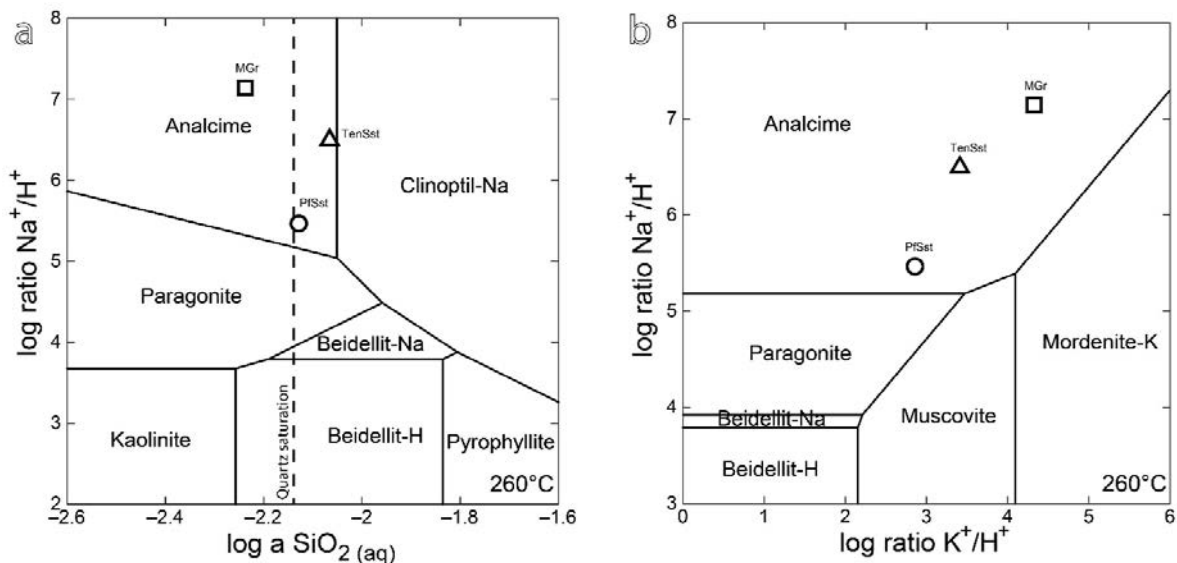 a
8
7
6
5
4
3
2
log ratio Na+/H+
MGr
Analcime
TenSst
Clinoptil-Na
PfSst
Paragonite
Beidellit-Na
Kaolinite
Quartz saturation
Beidellit-H
Pyrophyllite
260°C
−2.6 −2.4 −2.2 −2 −1.8 −1.6
log a SiO2 (aq)
b
8
7
6
5
4
3
log ratio Na+/H+
MGr
Analcime
TenSst
PfSst
Paragonite
Mordenite-K
Beidellit-Na
Muscovite
Beidellit-H
260°C
0 1 2 3 4 5 6
log ratio K+/H+